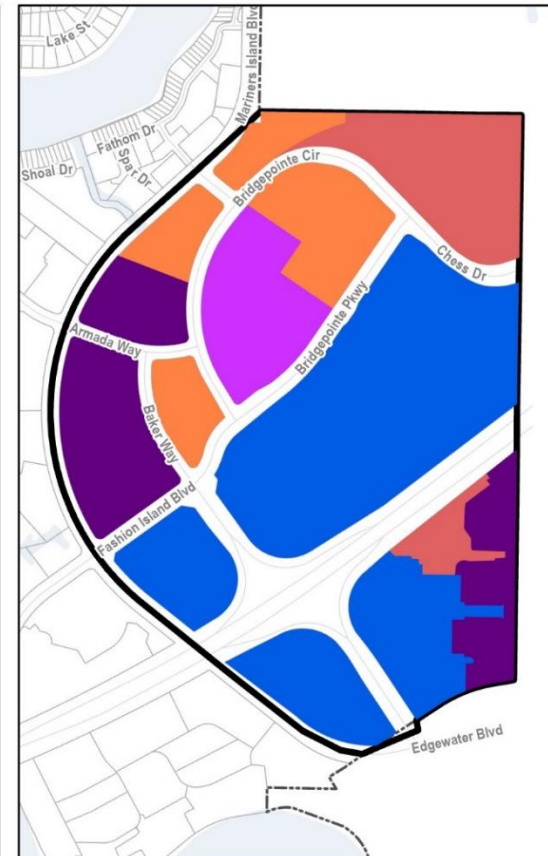 Lake St
Mariners Island Blvd
Fathom Dr
Spar Dr
Shoal Dr
Bridgepointe Cir
Chess Dr
Armada Way
Bridgepointe Pkwy
Baker Way
Fashion Island Blvd
Edgewater Blvd